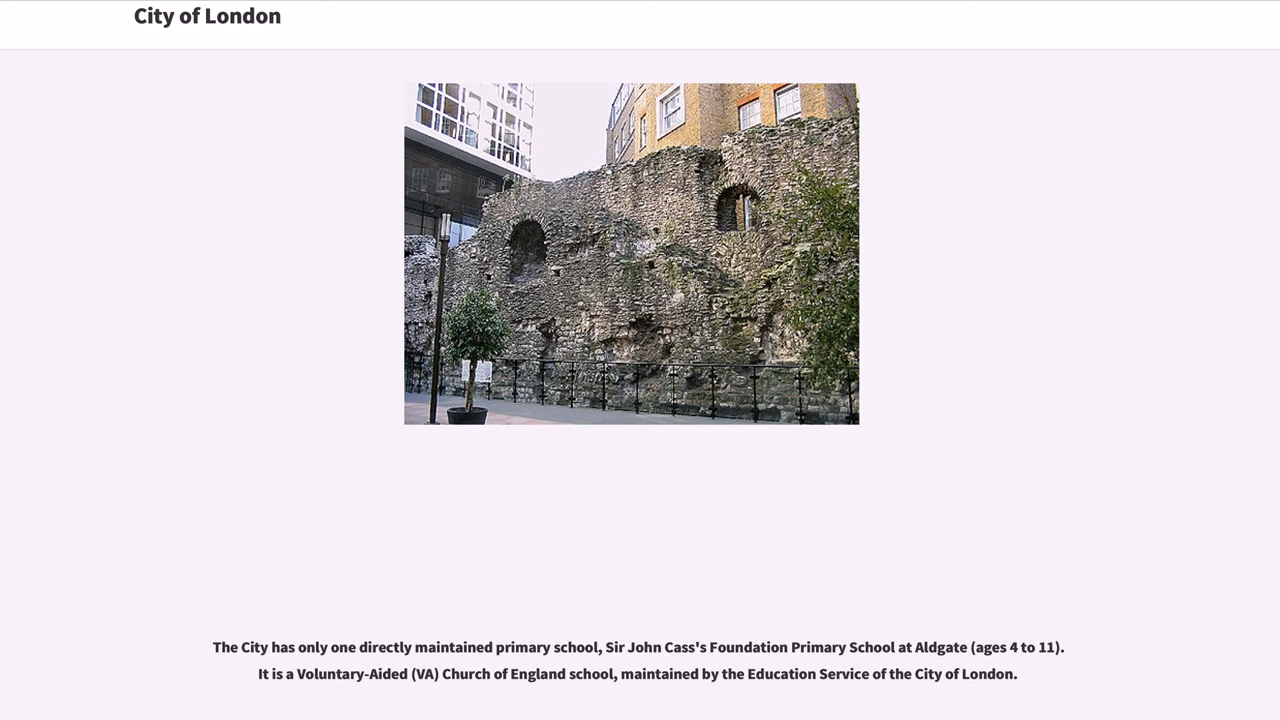 City of London
The City has only one directly maintained primary school, Sir John Cass's Foundation Primary School at Aldgate (ages 4 to 11).
It is a Voluntary-Aided (VA) Church of England school, maintained by the Education Service of the City of London.